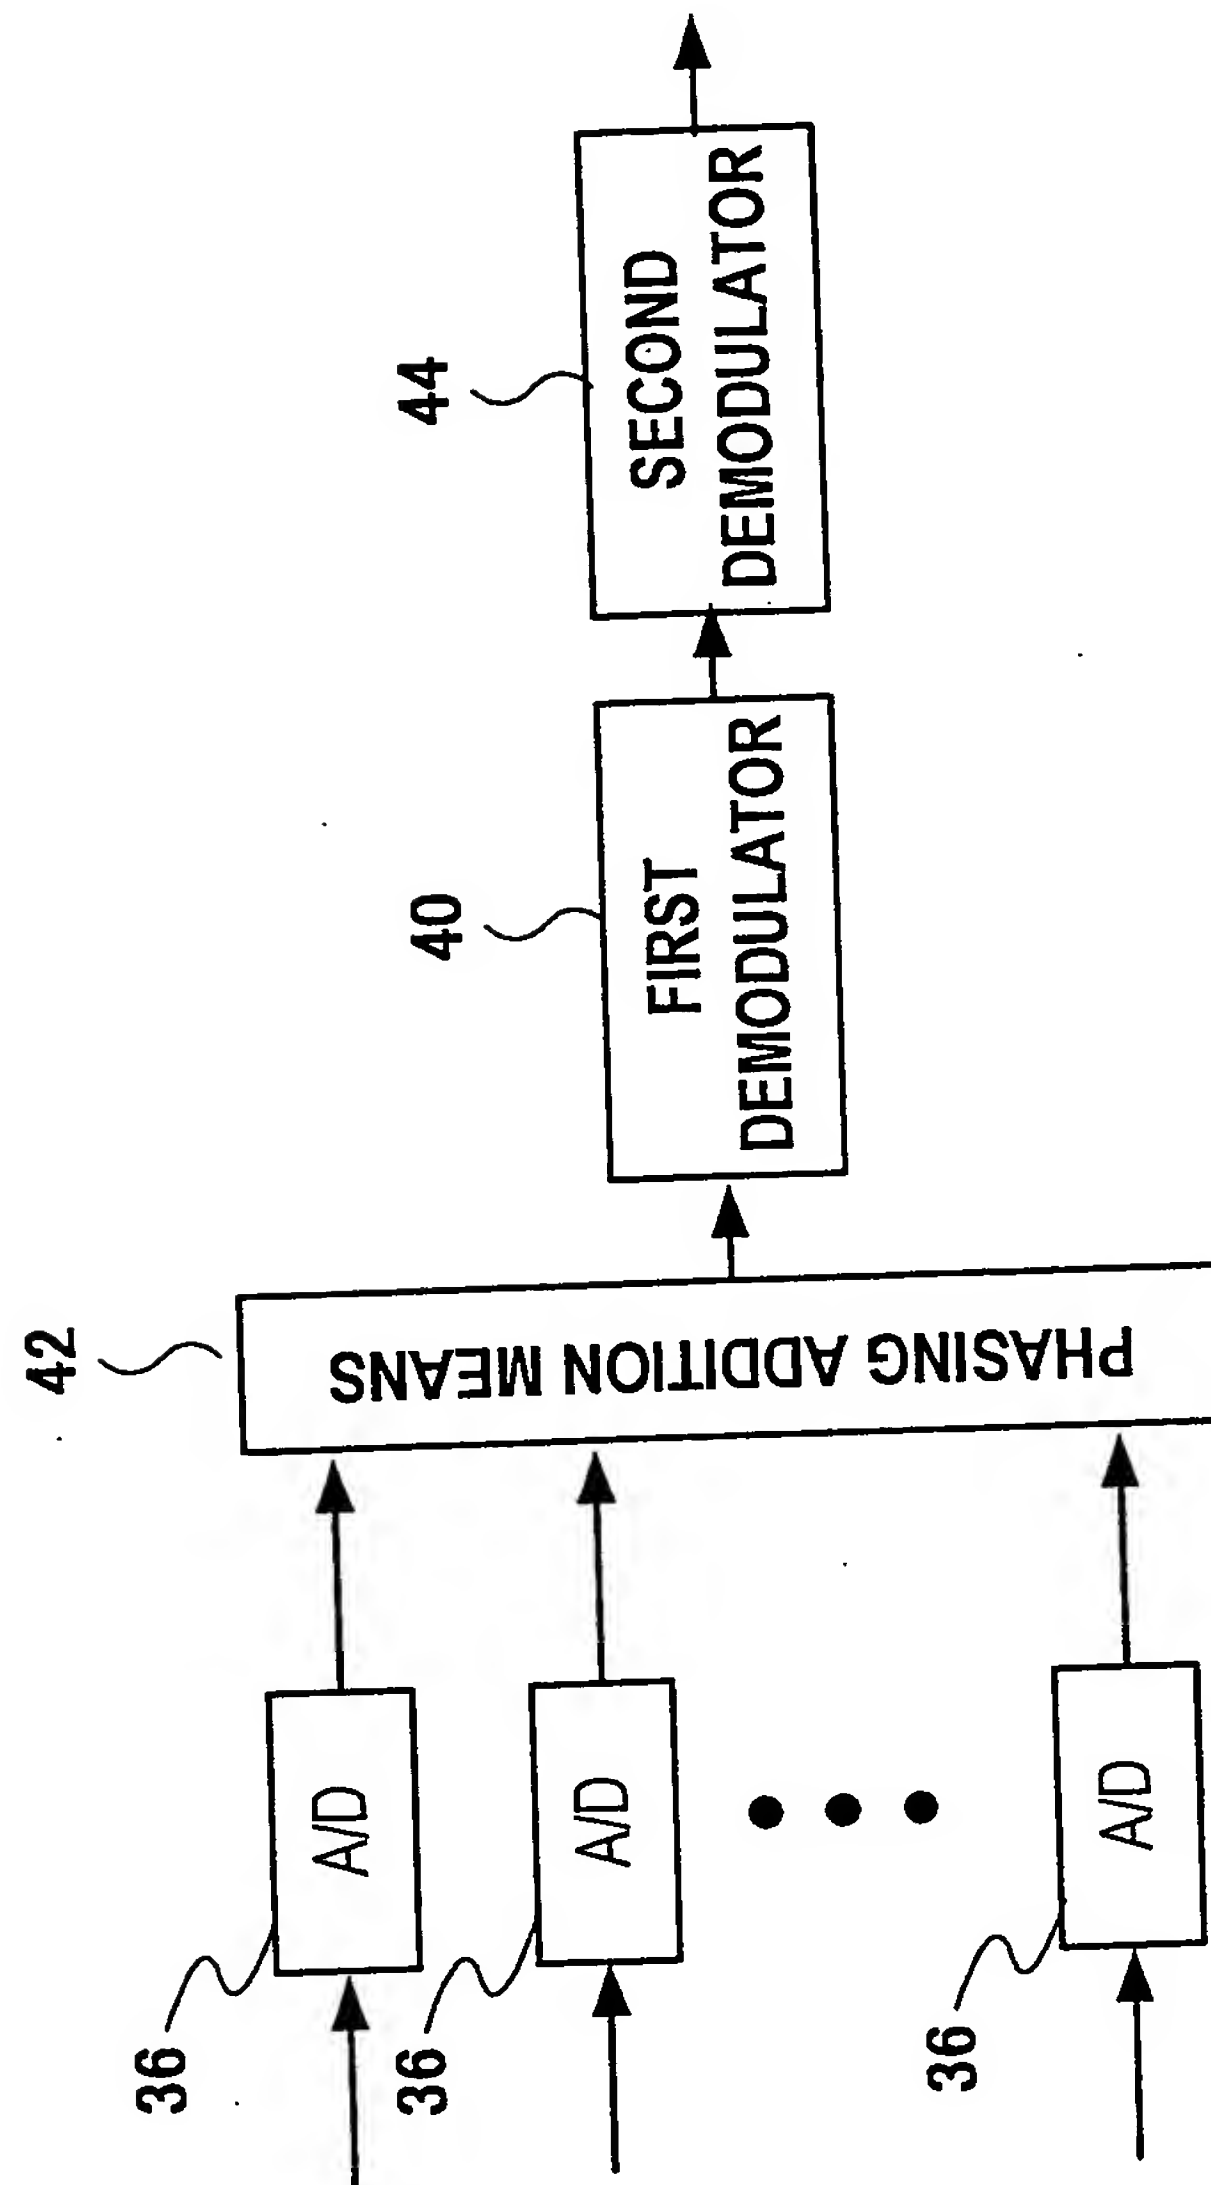 36
A/D
36
A/D
36
A/D
42
PHASING ADDITION MEANS
40
FIRST
DEMODULATOR
44
SECOND
DEMODULATOR